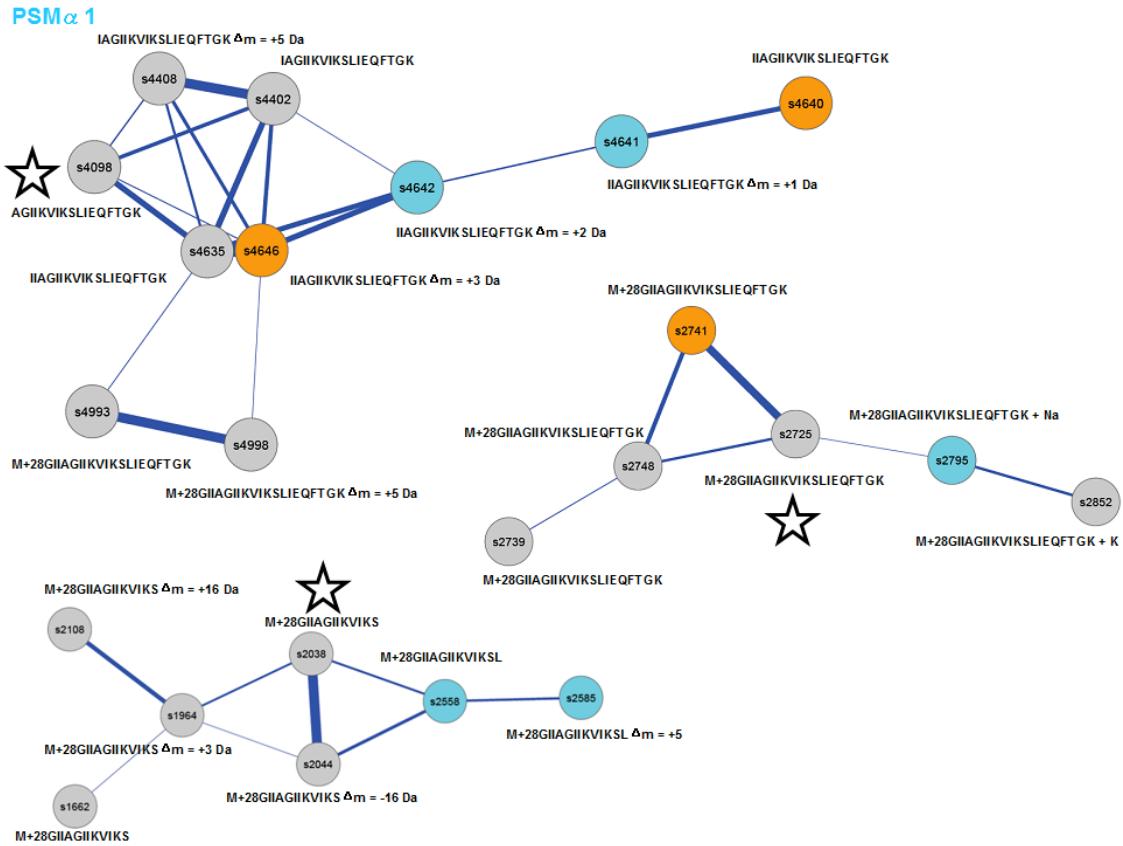 PSMα 1
IAGIIKVIKSLIEQFTGK Δm = +5 Da
IAGIIKVIKSLIEQFTGK
s4408
s4402
IIAGIIKVIKSLIEQFTGK
s4640
s4641
s4098
s4642
IIAGIIKVIKSLIEQFTGK Δm = +1 Da
AGIIKVIKSLIEQFTGK
IIAGIIKVIKSLIEQFTGK Δm = +2 Da
s4635
s4646
IIAGIIKVIKSLIEQFTGK
IIAGIIKVIKSLIEQFTGK Δm = +3 Da
M+28GIIAGIIKVIKSLIEQFTGK
s2741
s4993
s4998
M+28GIIAGIIKVIKSLIEQFTGK
M+28GIIAGIIKVIKSLIEQFTGK Δm = +5 Da
M+28GIIAGIIKVIKSLIEQFTGK + Na
M+28GIIAGIIKVIKSLIEQFTGK
s2725
s2748
s2795
M+28GIIAGIIKVIKSLIEQFTGK
s2852
M+28GIIAGIIKVIKSLIEQFTGK + K
s2739
M+28GIIAGIIKVIKSLIEQFTGK
M+28GIIAGIIKVIKS Δm = +16 Da
s2108
M+28GIIAGIIKVIKS
s2038
M+28GIIAGIIKVIKSL
s2558
s2585
s1964
M+28GIIAGIIKVIKSL Δm = +5
M+28GIIAGIIKVIKS Δm = +3 Da
s2044
M+28GIIAGIIKVIKS Δm = -16 Da
s1662
M+28GIIAGIIKVIKS